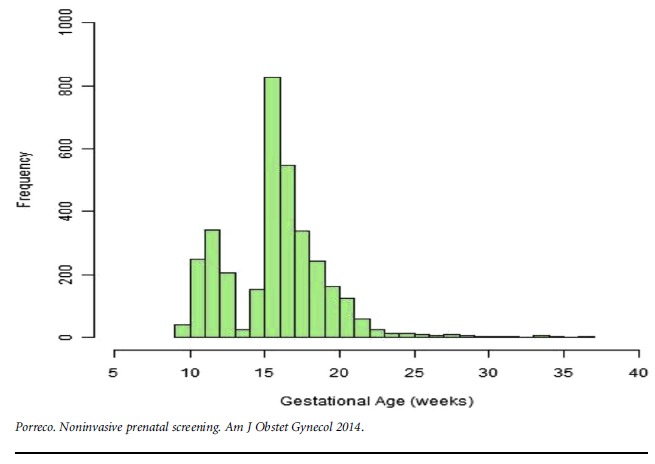 1000
800
600
400
200
0
Frequency
5 10 15 20 25 30 35 40
Gestational Age (weeks)
Porreco. Noninvasive prenatal screening. Am J Obstet Gynecol 2014.